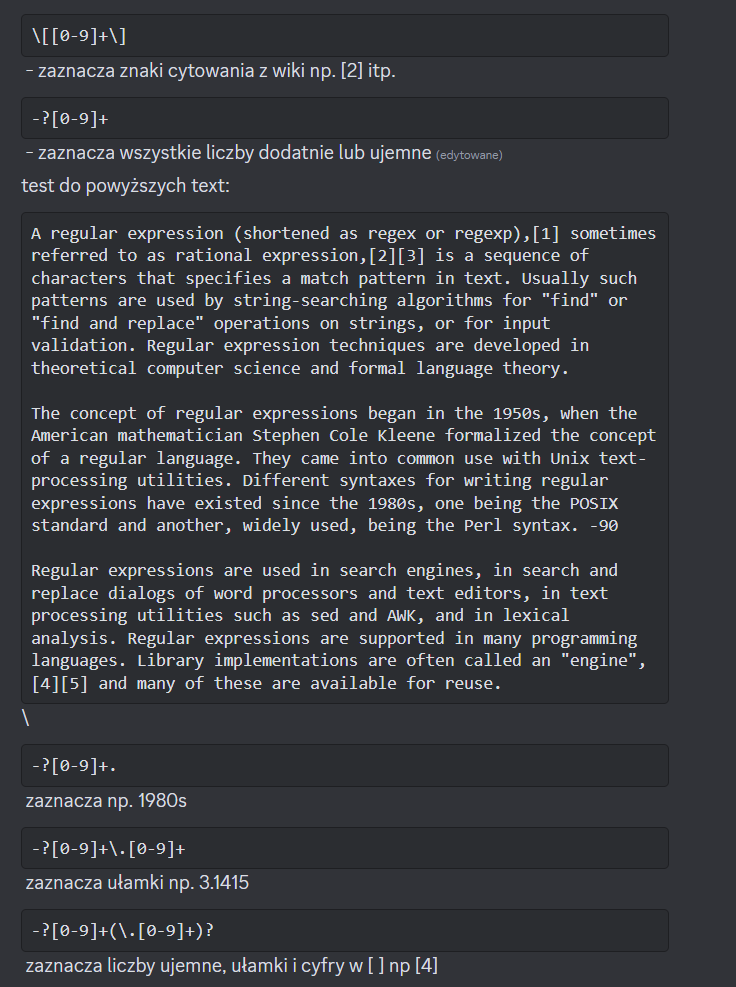 \[[0-9]+\]
- zaznacza znaki cytowania z wiki np. [2] itp.
-?[0-9]+
- zaznacza wszystkie liczby dodatnie lub ujemne (edytowane)
test do powyższych text:
A regular expression (shortened as regex or regexp),[1] sometimes
referred to as rational expression,[2][3] is a sequence of
characters that specifies a match pattern in text. Usually such
patterns are used by string-searching algorithms for "find" or
"find and replace" operations on strings, or for input
validation. Regular expression techniques are developed in
theoretical computer science and formal language theory.
The concept of regular expressions began in the 1950s, when the
American mathematician Stephen Cole Kleene formalized the concept
of a regular language. They came into common use with Unix text-
processing utilities. Different syntaxes for writing regular
expressions have existed since the 1980s, one being the POSIX
standard and another, widely used, being the Perl syntax. -90
Regular expressions are used in search engines, in search and
replace dialogs of word processors and text editors, in text
processing utilities such as sed and AWK, and in lexical
analysis. Regular expressions are supported in many programming
languages. Library implementations are often called an "engine",
[4][5] and many of these are available for reuse.
\
-?[0-9]+.
zaznacza np. 1980s
-?[0-9]+\.[0-9]+
zaznacza ułamki np. 3.1415
-?[0-9]+(\.[0-9]+)?
zaznacza liczby ujemne, ułamki i cyfry w [ ] np [4]